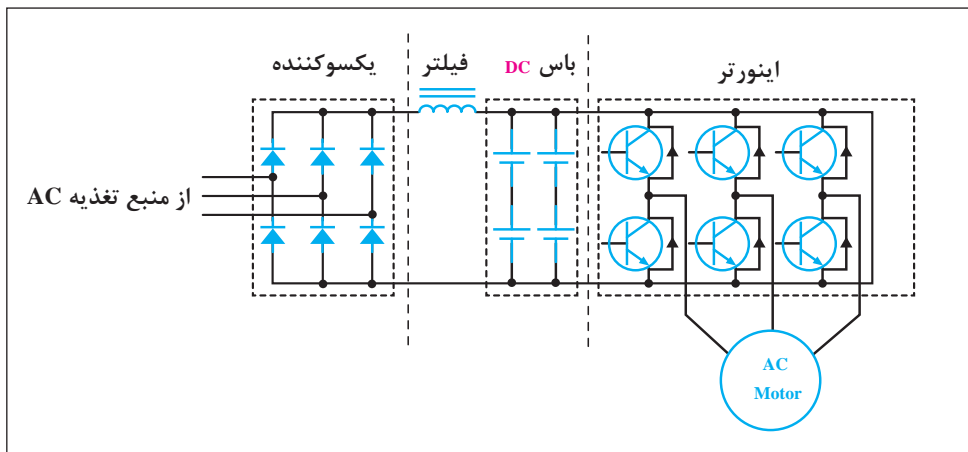 یکسوکننده
فیلتر
باس DC
اینورتر
از منبع تغذیه AC
AC
Motor